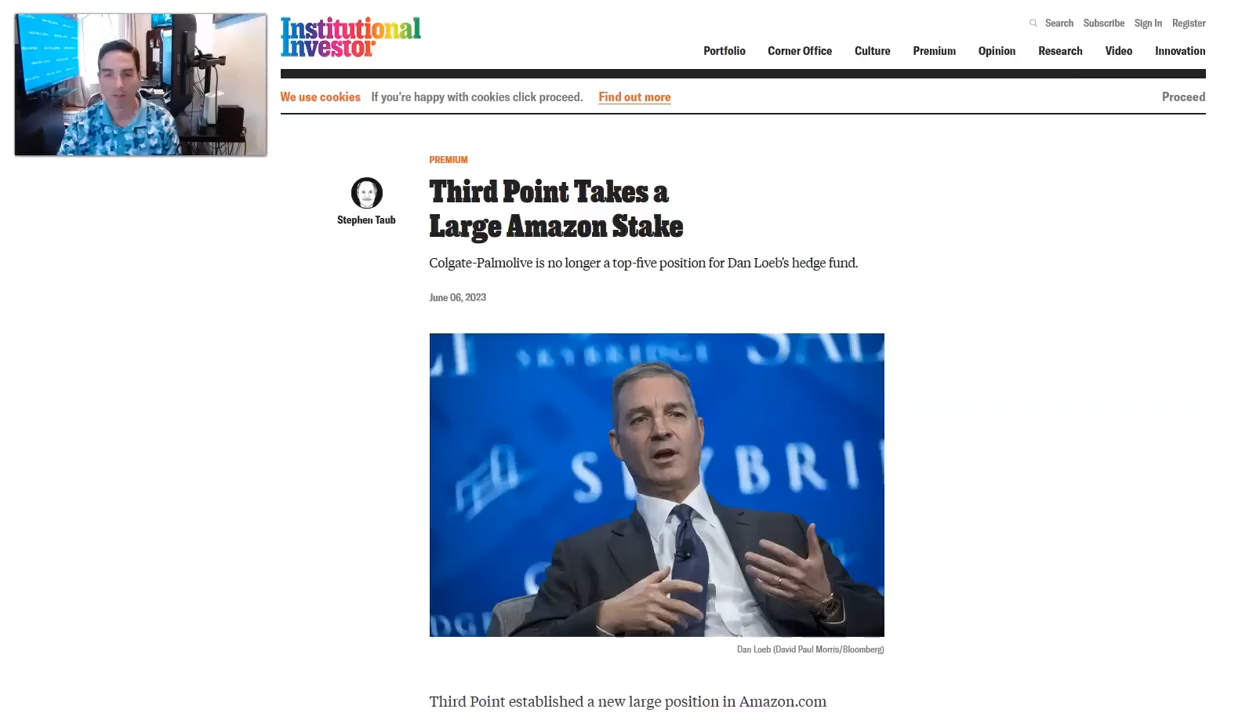 Institutional
Investor
Search Subscribe Sign In Register
Portfolio Corner Office Culture Premium Opinion Research Video Innovation
We use cookies If you're happy with cookies click proceed. Find out more Proceed
PREMIUM
Third Point Takes a
Large Amazon Stake
Stephen Taub
Colgate-Palmolive is no longer a top-five position for Dan Loeb's hedge fund.
June 06, 2023
SKYBRIDGE
Dan Loeb (David Paul Morris/Bloomberg)
Third Point established a new large position in Amazon.com